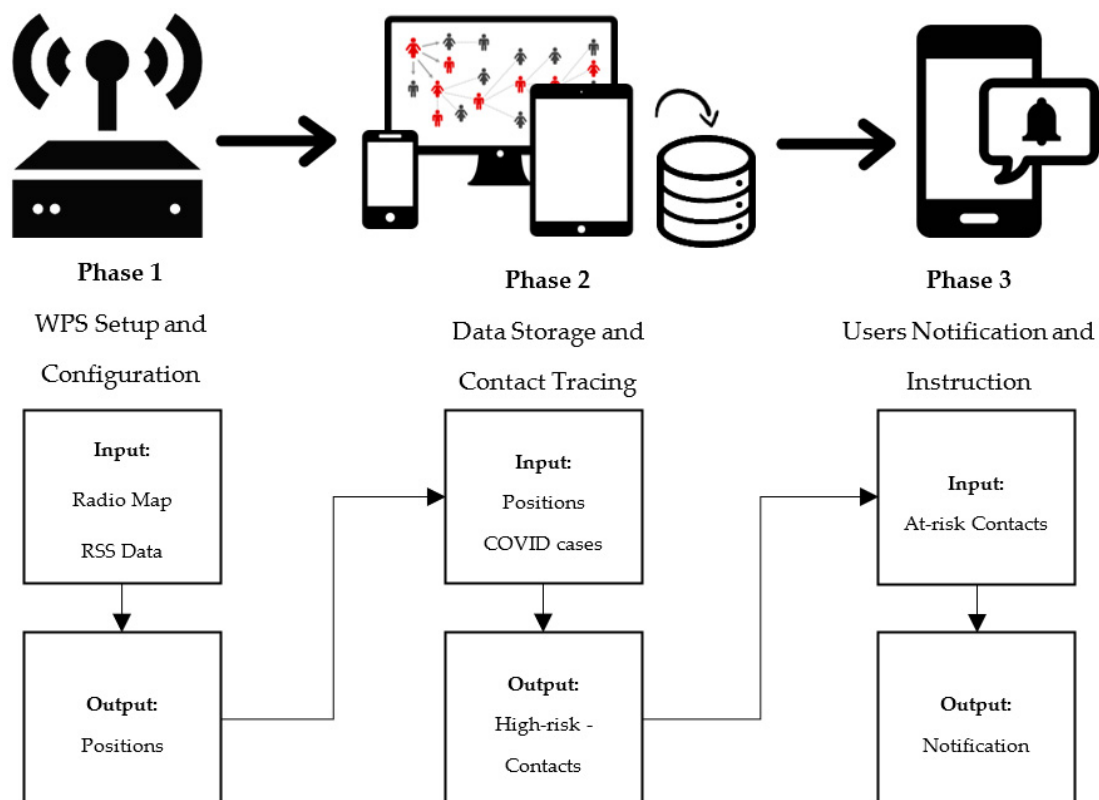 Phase 1
WPS Setup and
Configuration
Phase 2
Data Storage and
Contact Tracing
Phase 3
Users Notification and
Instruction
Input:
Radio Map
RSS Data
Output:
Positions
Input:
Positions
COVID cases
Output:
High-risk -
Contacts
Input:
At-risk Contacts
Output:
Notification